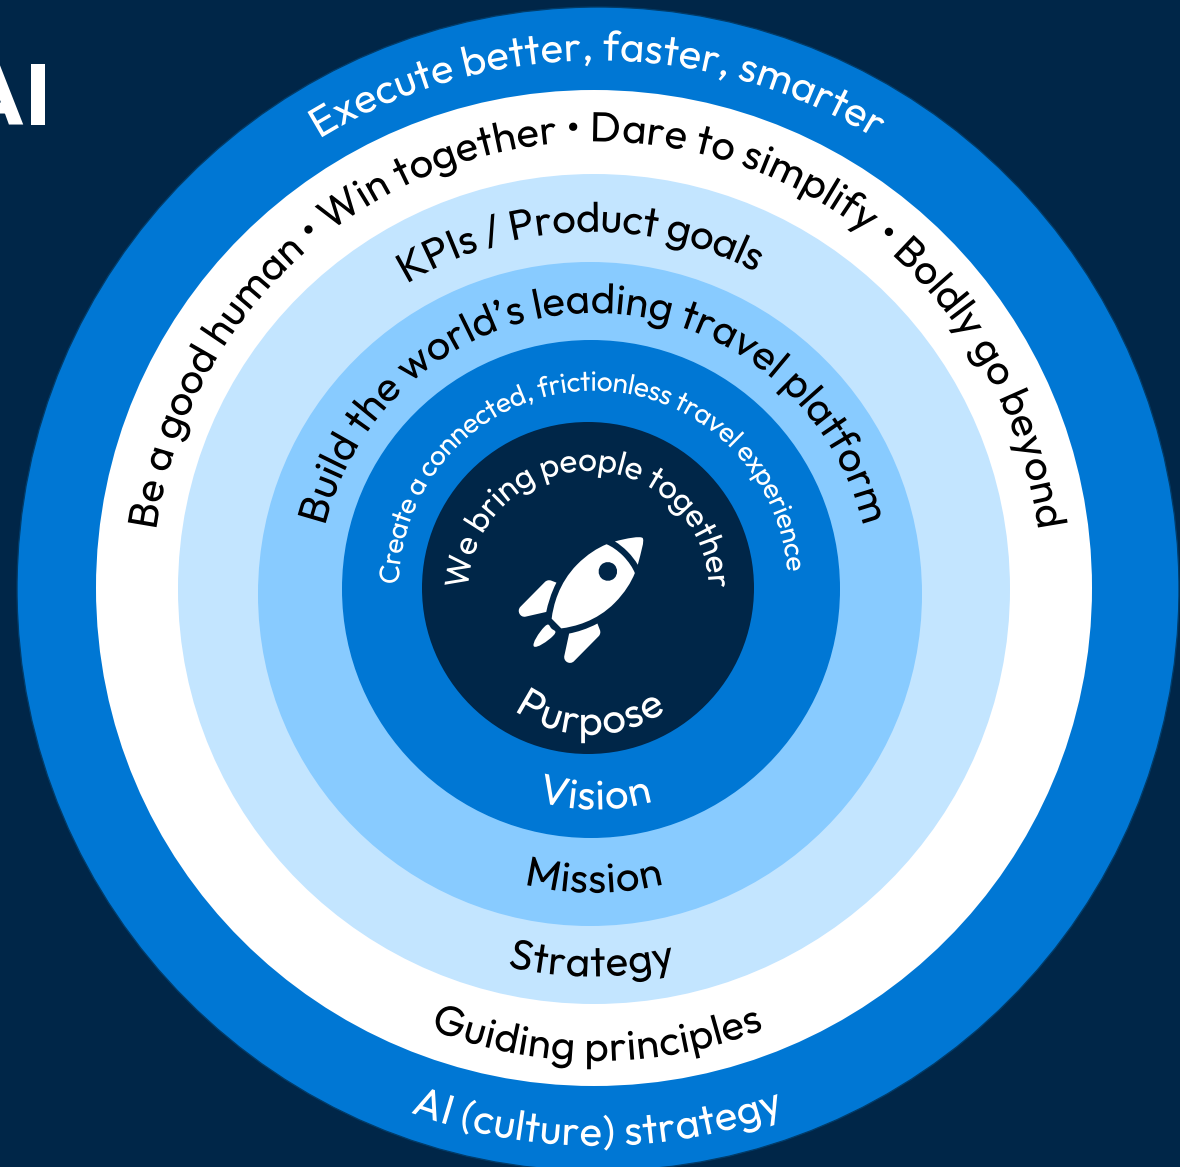 AI
Execute better, faster, smarter
Be a good human • Win together • Dare to simplify • Boldly go beyond
KPIs / Product goals
Build the world’s leading travel platform
Create a connected, frictionless travel experience
We bring people together
Purpose
Vision
Mission
Strategy
Guiding principles
AI (culture) strategy